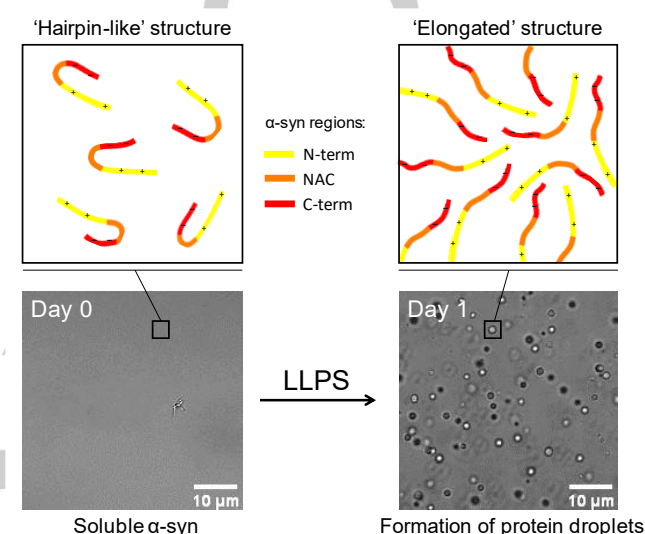 ‘Hairpin-like’ structure
‘Elongated’ structure
α-syn regions:
N-term
NAC
C-term
Day 0
Day 1
LLPS
10 µm
10 µm
Soluble α-syn
Formation of protein droplets